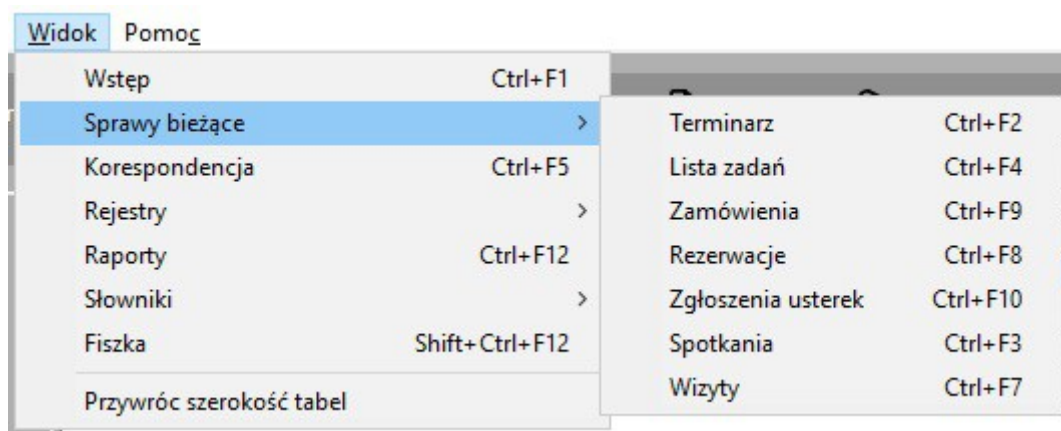 Widok Pomoc
Wstęp Ctrl+F1
Sprawy bieżące >
Korespondencja Ctrl+F5
Rejestry >
Raporty Ctrl+F12
Słowniki >
Fiszka Shift+Ctrl+F12
Przywróc szerokość tabel
Terminarz Ctrl+F2
Lista zadań Ctrl+F4
Zamówienia Ctrl+F9
Rezerwacje Ctrl+F8
Zgłoszenia usterek Ctrl+F10
Spotkania Ctrl+F3
Wizyty Ctrl+F7